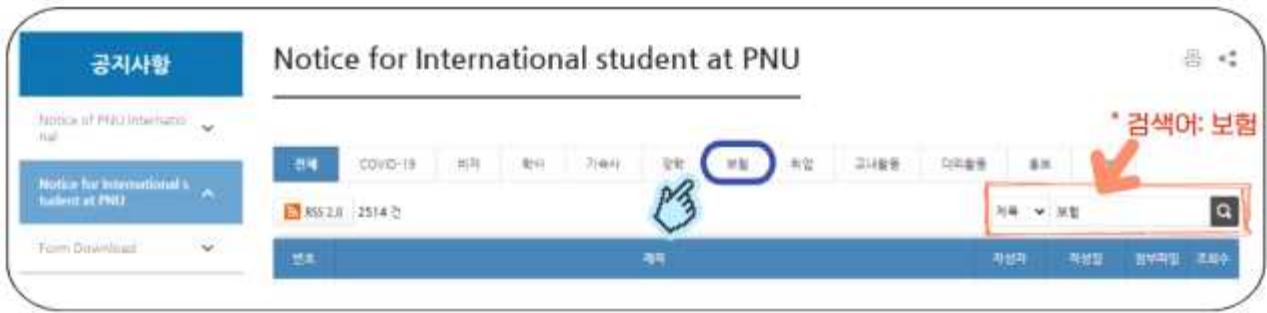 공지사항
Notice for International student at PNU
Notice of PNU Internatio
nal
* 검색어: 보험
전체 COVID-19 비자 학사 기숙사 장학 보험 취업 교내활동 대외활동 홍보
Notice for International s
tudent at PNU
RSS 2.0 2514 건
제목 보험
Form Download
번호 제목 작성자 작성일 첨부파일 조회수